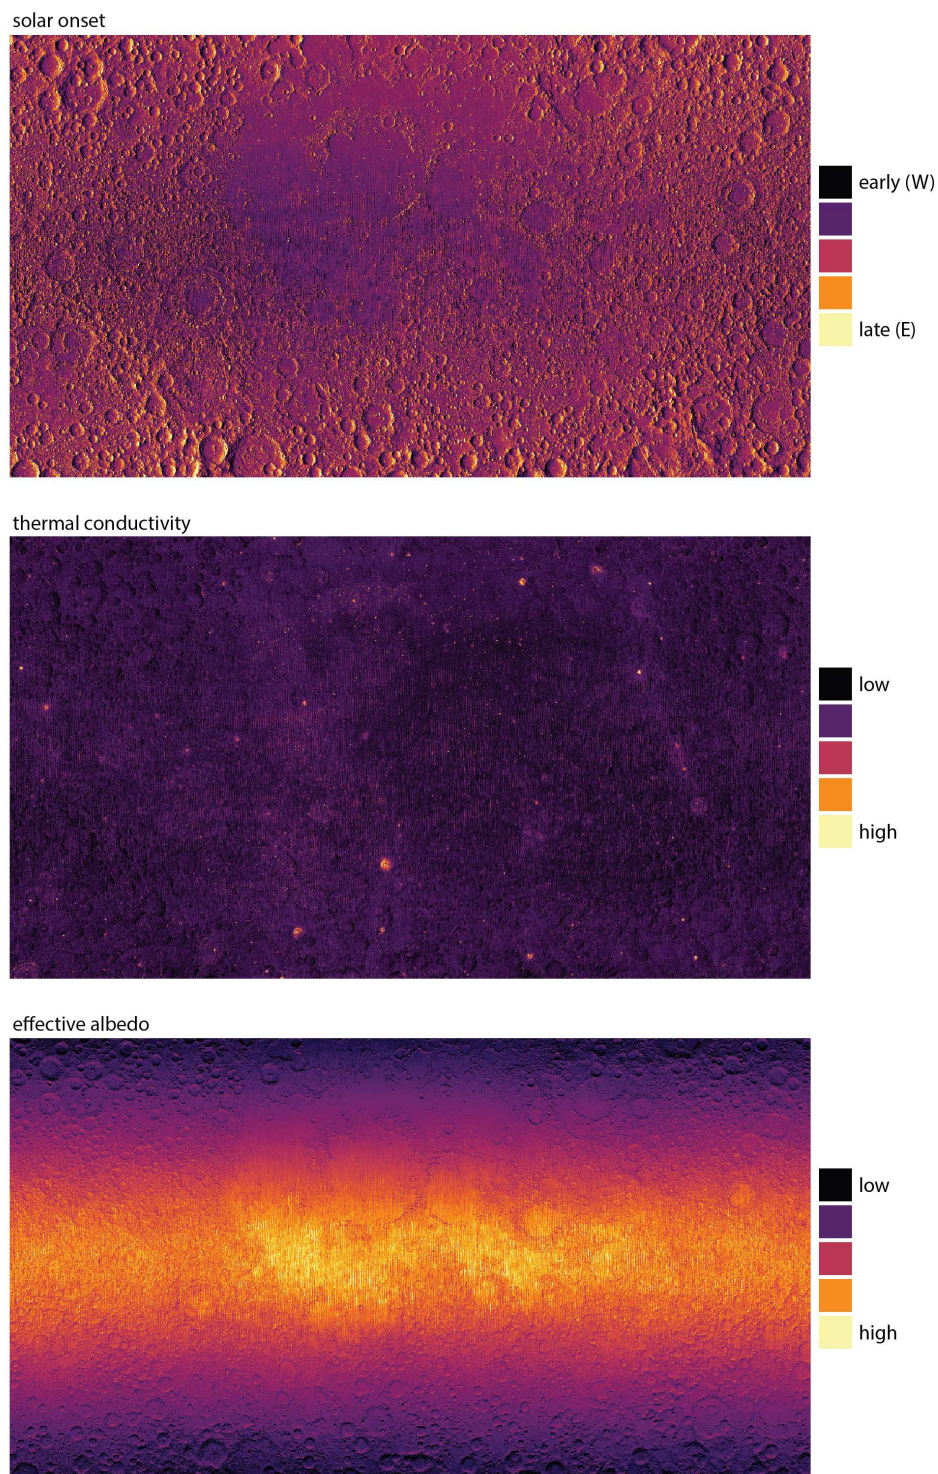 solar onset
early (W)
late (E)
thermal conductivity
low
high
effective albedo
low
high